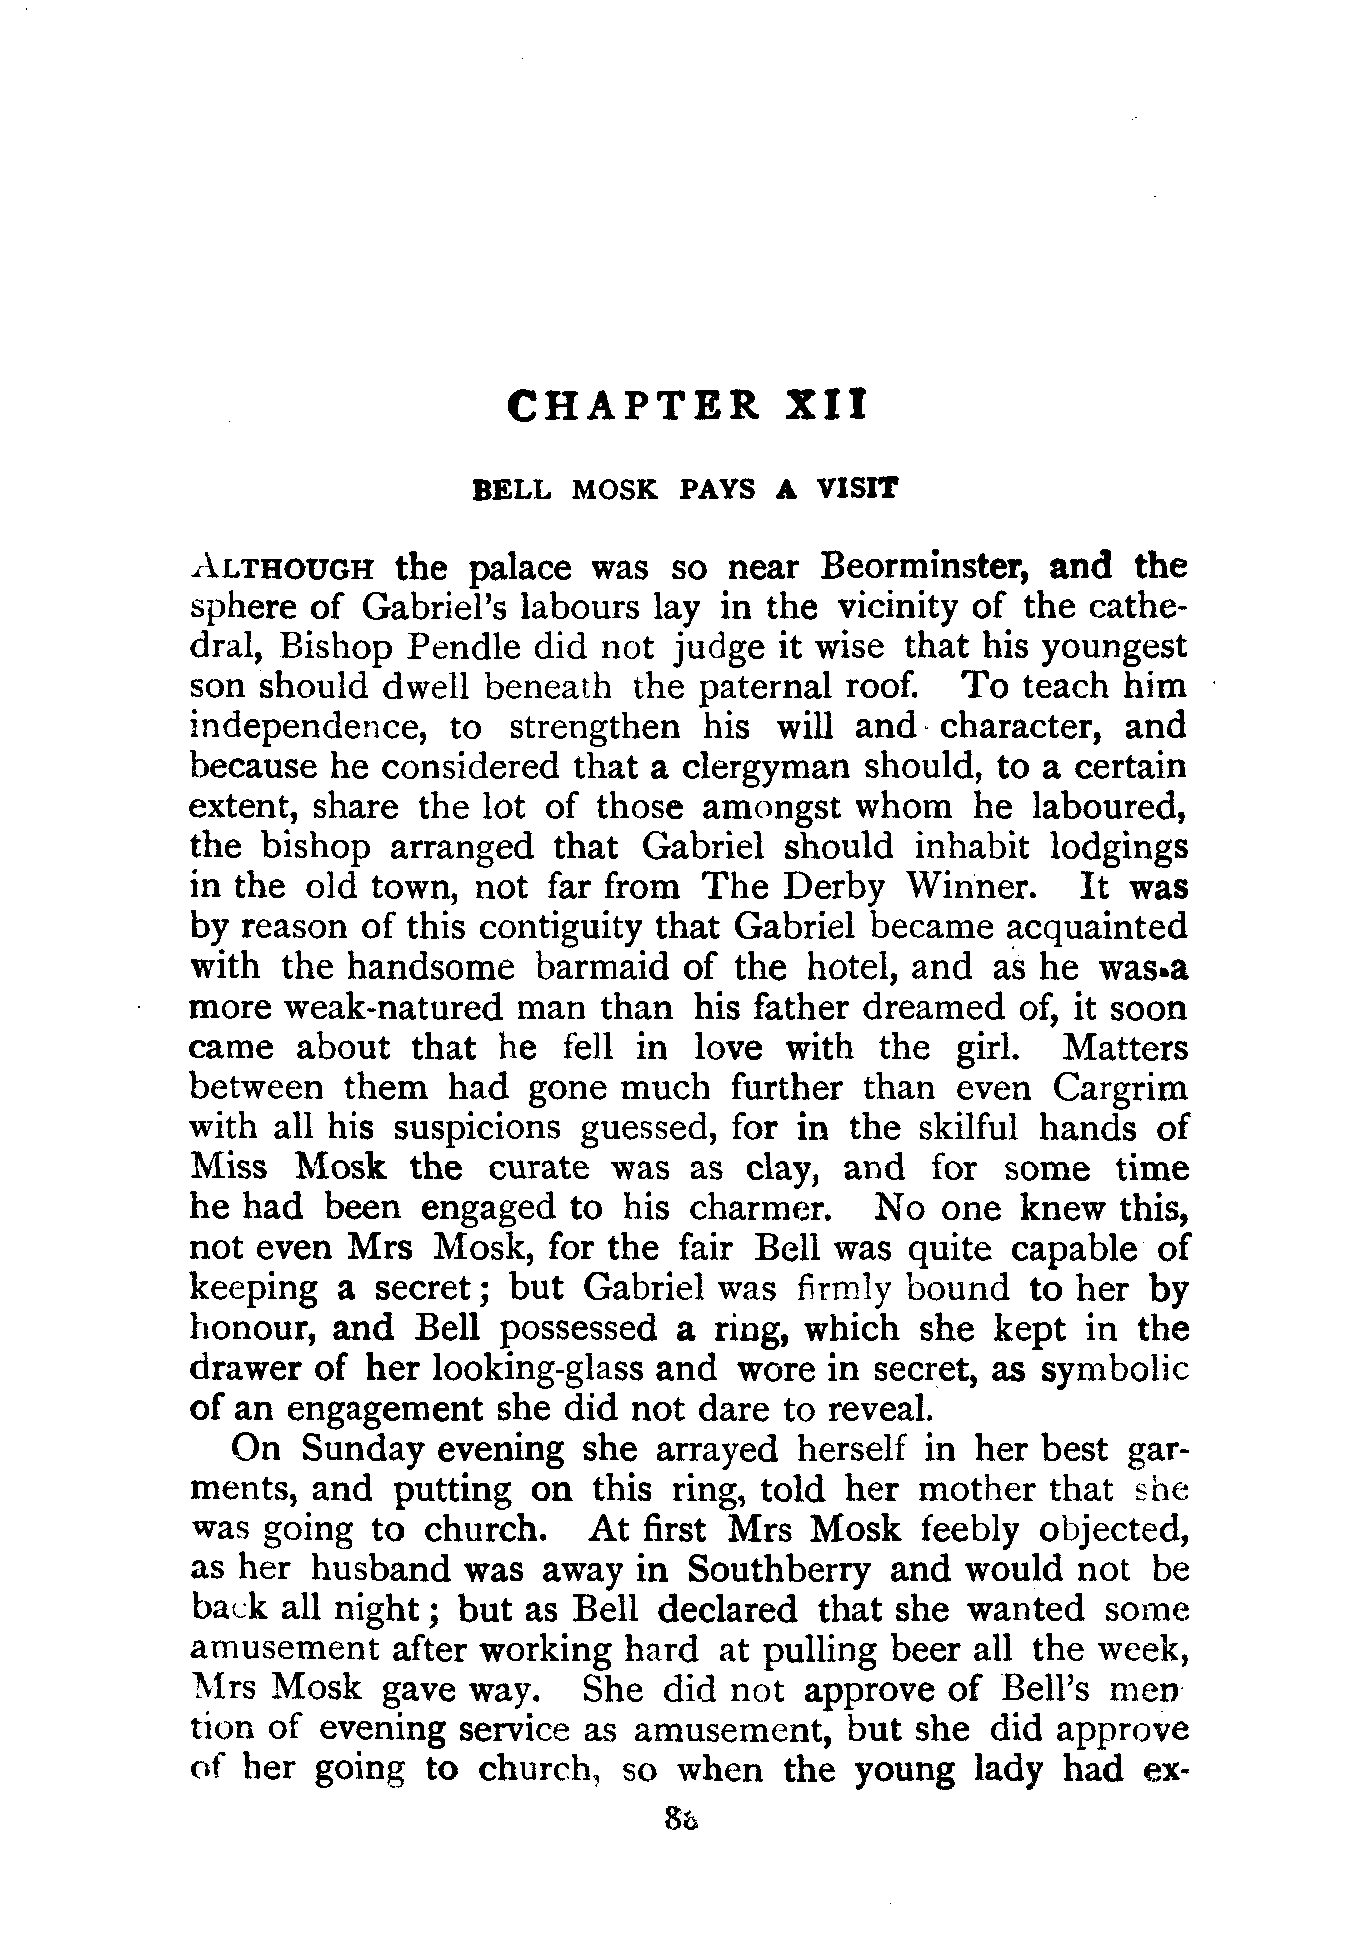 CHAPTER XII
BELL MOSK PAYS A VISIT
ALTHOUGH the palace was so near Beorminster, and the
sphere of Gabriel's labours lay in the vicinity of the cathe-
dral, Bishop Pendle did not judge it wise that his youngest
son should dwell beneath the paternal roof. To teach him
independence, to strengthen his will and character, and
because he considered that a clergyman should, to a certain
extent, share the lot of those amongst whom he laboured,
the bishop arranged that Gabriel should inhabit lodgings
in the old town, not far from The Derby Winner. It was
by reason of this contiguity that Gabriel became acquainted
with the handsome barmaid of the hotel, and as he was a
more weak-natured man than his father dreamed of, it soon
came about that he fell in love with the girl. Matters
between them had gone much further than even Cargrim
with all his suspicions guessed, for in the skilful hands of
Miss Mosk the curate was as clay, and for some time
he had been engaged to his charmer. No one knew this,
not even Mrs Mosk, for the fair Bell was quite capable of
keeping a secret; but Gabriel was firmly bound to her by
honour, and Bell possessed a ring, which she kept in the
drawer of her looking-glass and wore in secret, as symbolic
of an engagement she did not dare to reveal.
On Sunday evening she arrayed herself in her best gar-
ments, and putting on this ring, told her mother that she
was going to church. At first Mrs Mosk feebly objected,
as her husband was away in Southberry and would not be
back all night; but as Bell declared that she wanted some
amusement after working hard at pulling beer all the week,
Mrs Mosk gave way. She did not approve of Bell's men
tion of evening service as amusement, but she did approve
of her going to church, so when the young lady had ex-